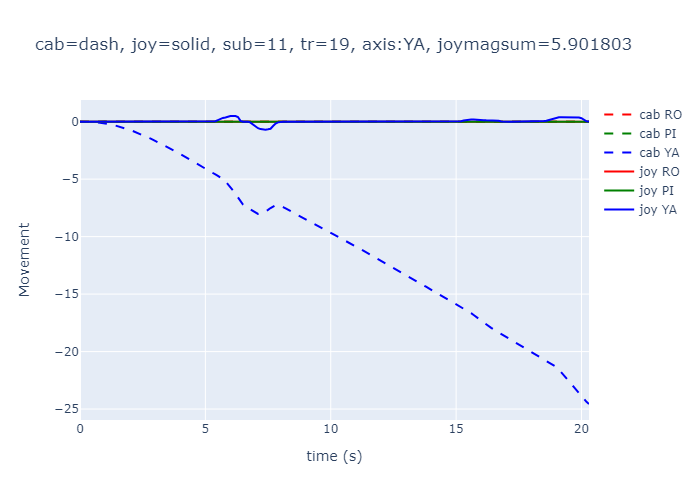 cab=dash, joy=solid, sub=11, tr=19, axis:YA, joymagsum=5.901803
0
−5
−10
−15
−20
−25
Movement
0
5
10
15
20
time (s)
cab RO
cab PI
cab YA
joy RO
joy PI
joy YA